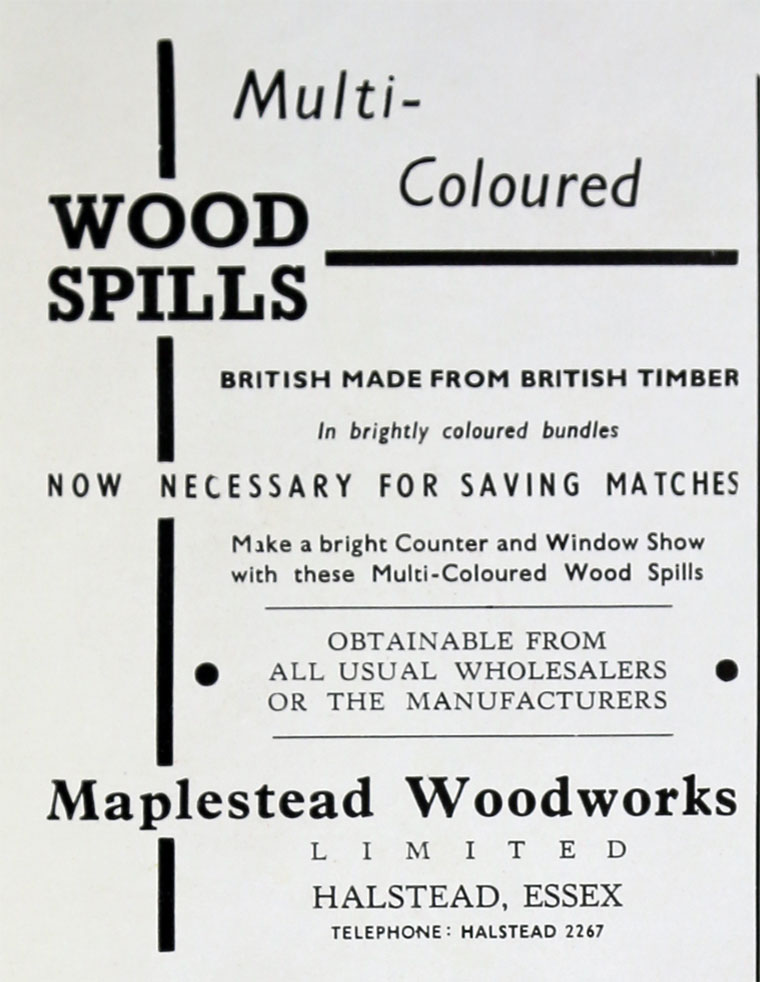 Multi-
Coloured
WOOD
SPILLS
BRITISH MADE FROM BRITISH TIMBER
In brightly coloured bundles
NOW NECESSARY FOR SAVING MATCHES
Make a bright Counter and Window Show
with these Multi-Coloured Wood Spills
OBTAINABLE FROM
ALL USUAL WHOLESALERS
OR THE MANUFACTURERS
Maplestead Woodworks
LIMITED
HALSTEAD, ESSEX
TELEPHONE: HALSTEAD 2267